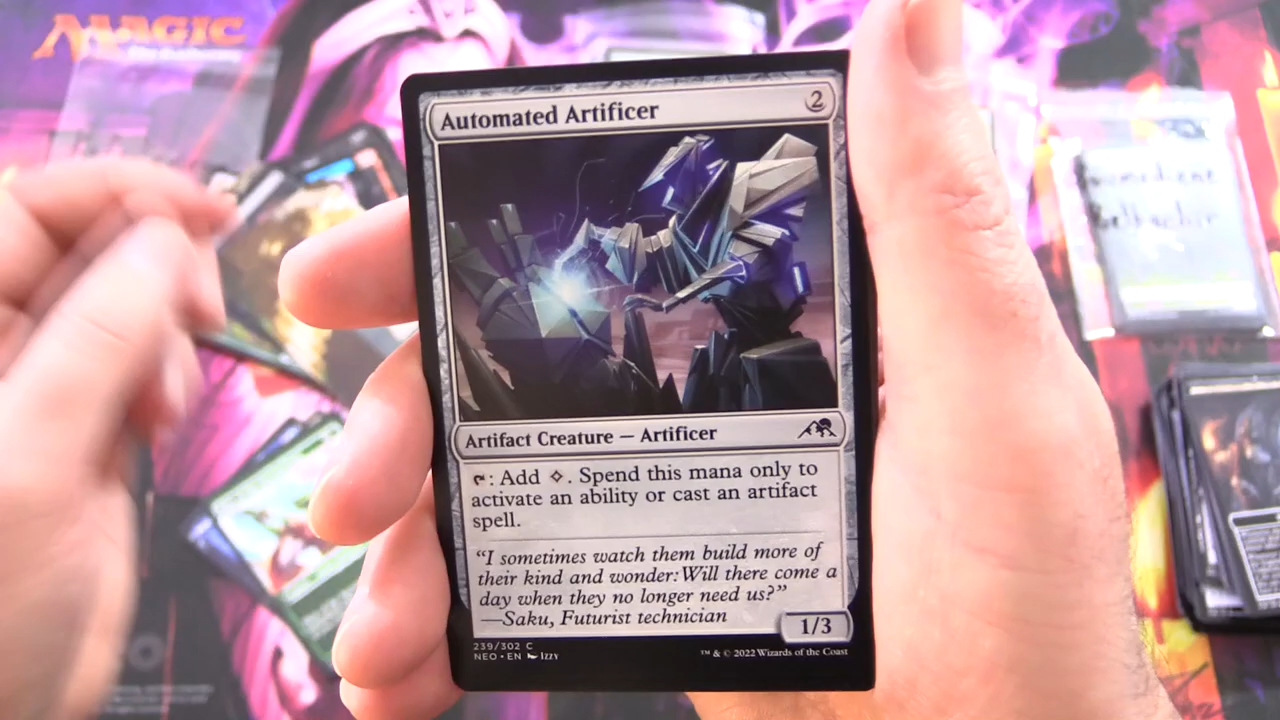 MAGIC
Automated Artificer
2
Artifact Creature — Artificer
: Add . Spend this mana only to
activate an ability or cast an artifact
spell.
“I sometimes watch them build more of
their kind and wonder: Will there come a
day when they no longer need us?”
—Saku, Futurist technician
1/3
239/302 C
NEO • EN Izzy
™ & © 2022 Wizards of the Coast